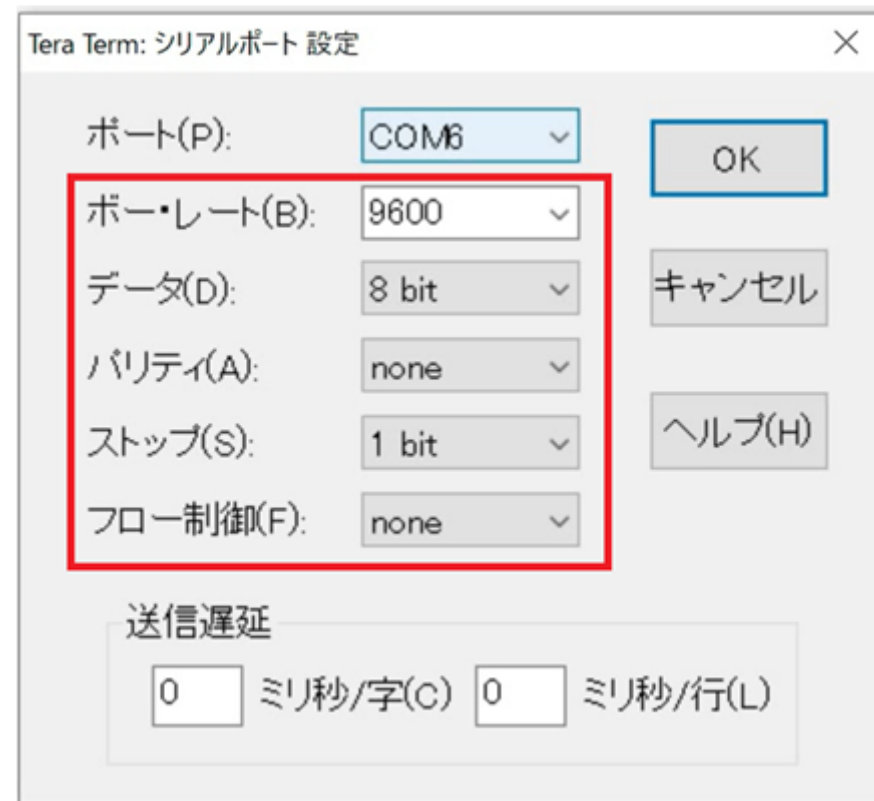 Tera Term: シリアルポート 設定
ポート(P): COM6
OK
ボー・レート(B): 9600
データ(D): 8 bit
キャンセル
パリティ(A): none
ストップ(S): 1 bit
ヘルプ(H)
フロー制御(F): none
送信遅延
0 ミリ秒/字(C) 0 ミリ秒/行(L)